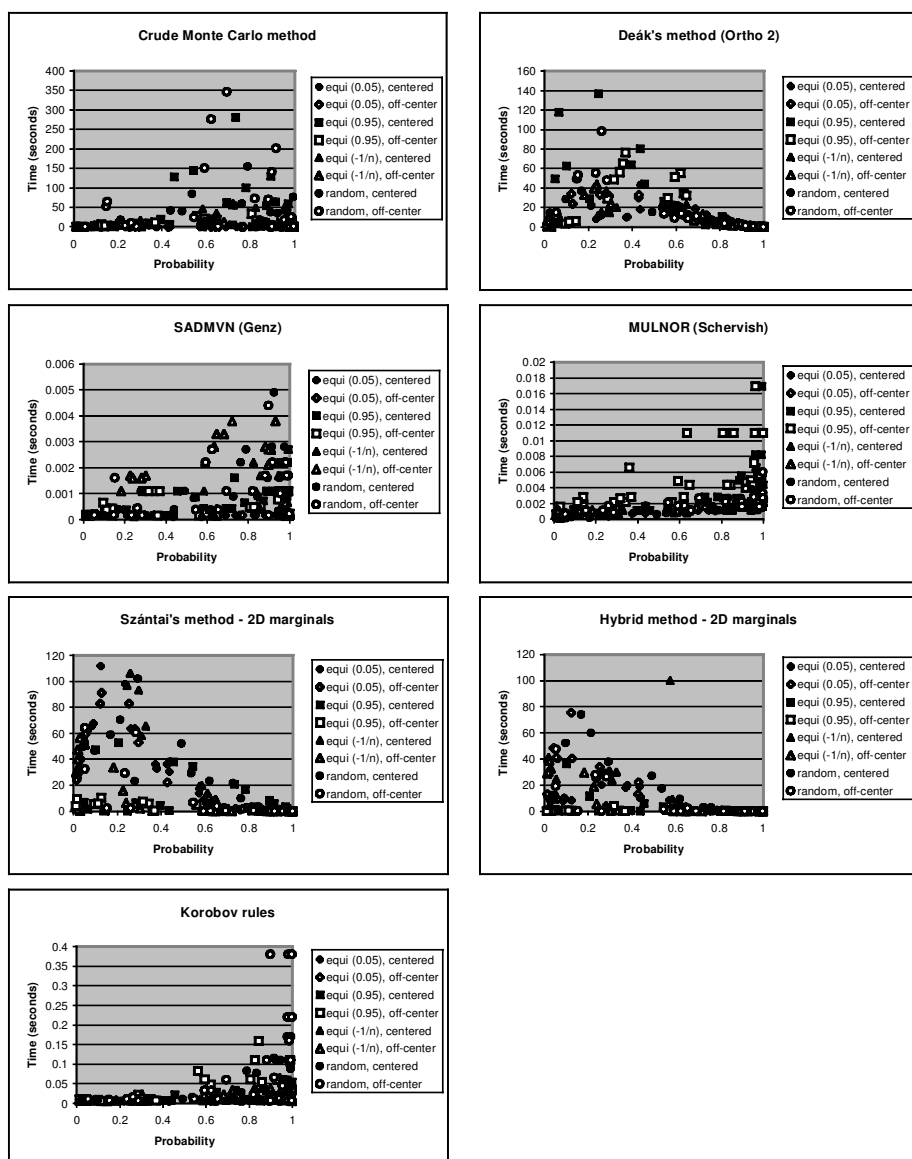 Crude Monte Carlo method
Time (seconds)
400
350
300
250
200
150
100
50
0
0 0.2 0.4 0.6 0.8 1
Probability
equi (0.05), centered
equi (0.05), off-center
equi (0.95), centered
equi (0.95), off-center
equi (-1/n), centered
equi (-1/n), off-center
random, centered
random, off-center
Deák's method (Ortho 2)
Time (seconds)
160
140
120
100
80
60
40
20
0
0 0.2 0.4 0.6 0.8 1
Probability
equi (0.05), centered
equi (0.05), off-center
equi (0.95), centered
equi (0.95), off-center
equi (-1/n), centered
equi (-1/n), off-center
random, centered
random, off-center
SADMVN (Genz)
Time (seconds)
0.006
0.005
0.004
0.003
0.002
0.001
0
0 0.2 0.4 0.6 0.8 1
Probability
equi (0.05), centered
equi (0.05), off-center
equi (0.95), centered
equi (0.95), off-center
equi (-1/n), centered
equi (-1/n), off-center
random, centered
random, off-center
MULNOR (Schervish)
Time (seconds)
0.02
0.018
0.016
0.014
0.012
0.01
0.008
0.006
0.004
0.002
0
0 0.2 0.4 0.6 0.8 1
Probability
equi (0.05), centered
equi (0.05), off-center
equi (0.95), centered
equi (0.95), off-center
equi (-1/n), centered
equi (-1/n), off-center
random, centered
random, off-center
Szántai's method - 2D marginals
Time (seconds)
120
100
80
60
40
20
0
0 0.2 0.4 0.6 0.8 1
Probability
equi (0.05), centered
equi (0.05), off-center
equi (0.95), centered
equi (0.95), off-center
equi (-1/n), centered
equi (-1/n), off-center
random, centered
random, off-center
Hybrid method - 2D marginals
Time (seconds)
120
100
80
60
40
20
0
0 0.2 0.4 0.6 0.8 1
Probability
equi (0.05), centered
equi (0.05), off-center
equi (0.95), centered
equi (0.95), off-center
equi (-1/n), centered
equi (-1/n), off-center
random, centered
random, off-center
Korobov rules
Time (seconds)
0.4
0.35
0.3
0.25
0.2
0.15
0.1
0.05
0
0 0.2 0.4 0.6 0.8 1
Probability
equi (0.05), centered
equi (0.05), off-center
equi (0.95), centered
equi (0.95), off-center
equi (-1/n), centered
equi (-1/n), off-center
random, centered
random, off-center